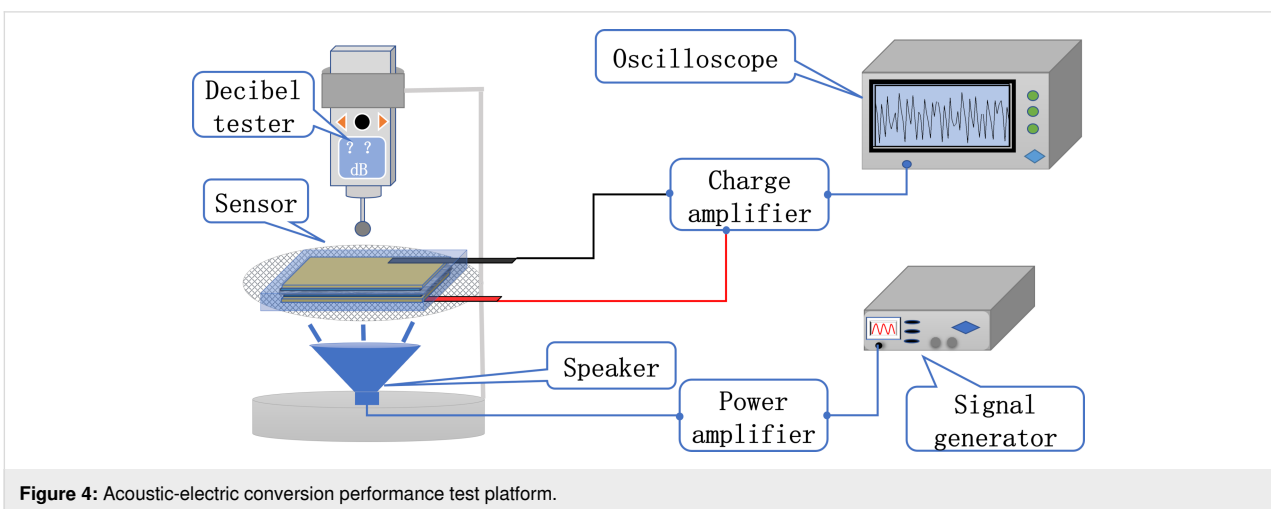 Oscilloscope
Decibel
tester
? ?
dB
Sensor
Charge
amplifier
Speaker
Power
amplifier
Signal
generator
Figure 4: Acoustic-electric conversion performance test platform.